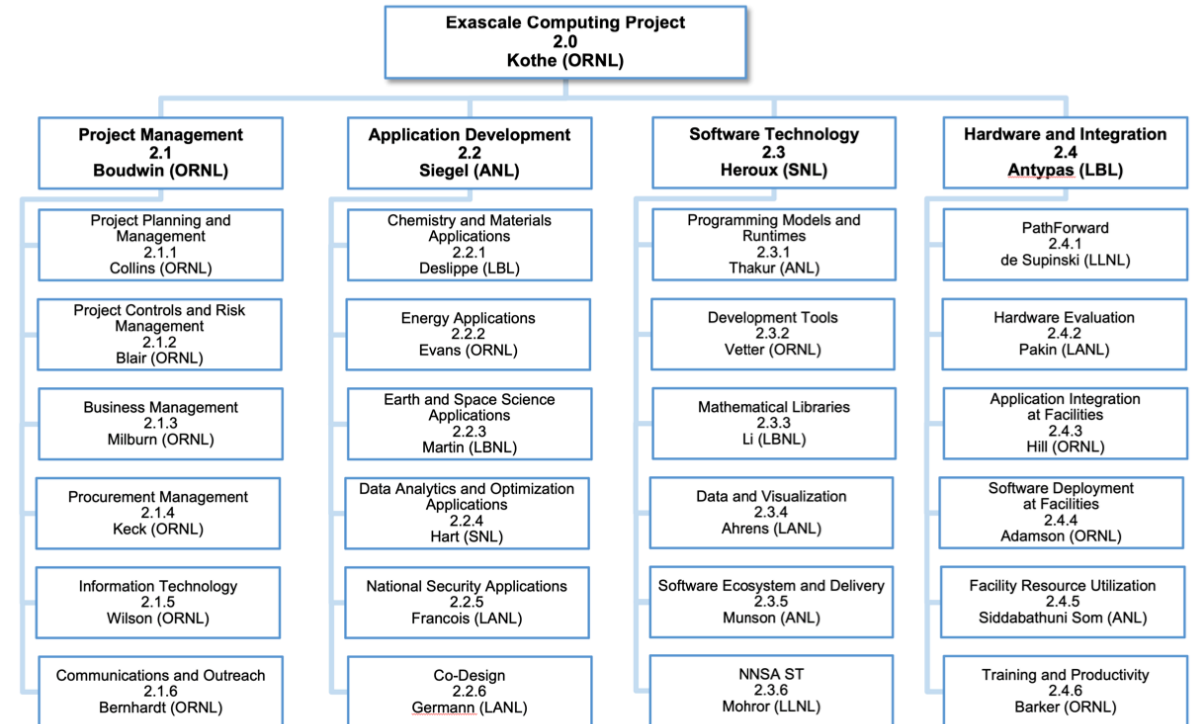 Exascale Computing Project
2.0
Kothe (ORNL)
Project Management
2.1
Boudwin (ORNL)
Application Development
2.2
Siegel (ANL)
Software Technology
2.3
Heroux (SNL)
Hardware and Integration
2.4
Antypas (LBL)
Project Planning and
Management
2.1.1
Collins (ORNL)
Project Controls and Risk
Management
2.1.2
Blair (ORNL)
Business Management
2.1.3
Milburn (ORNL)
Procurement Management
2.1.4
Keck (ORNL)
Information Technology
2.1.5
Wilson (ORNL)
Communications and Outreach
2.1.6
Bernhardt (ORNL)
Chemistry and Materials
Applications
2.2.1
Deslippe (LBL)
Energy Applications
2.2.2
Evans (ORNL)
Earth and Space Science
Applications
2.2.3
Martin (LBNL)
Data Analytics and Optimization
Applications
2.2.4
Hart (SNL)
National Security Applications
2.2.5
Francois (LANL)
Co-Design
2.2.6
Germann (LANL)
Programming Models and
Runtimes
2.3.1
Thakur (ANL)
Development Tools
2.3.2
Vetter (ORNL)
Mathematical Libraries
2.3.3
Li (LBNL)
Data and Visualization
2.3.4
Ahrens (LANL)
Software Ecosystem and Delivery
2.3.5
Munson (ANL)
NNSA ST
2.3.6
Mohror (LLNL)
PathForward
2.4.1
de Supinski (LLNL)
Hardware Evaluation
2.4.2
Pakin (LANL)
Application Integration
at Facilities
2.4.3
Hill (ORNL)
Software Deployment
at Facilities
2.4.4
Adamson (ORNL)
Facility Resource Utilization
2.4.5
Siddabathuni Som (ANL)
Training and Productivity
2.4.6
Barker (ORNL)